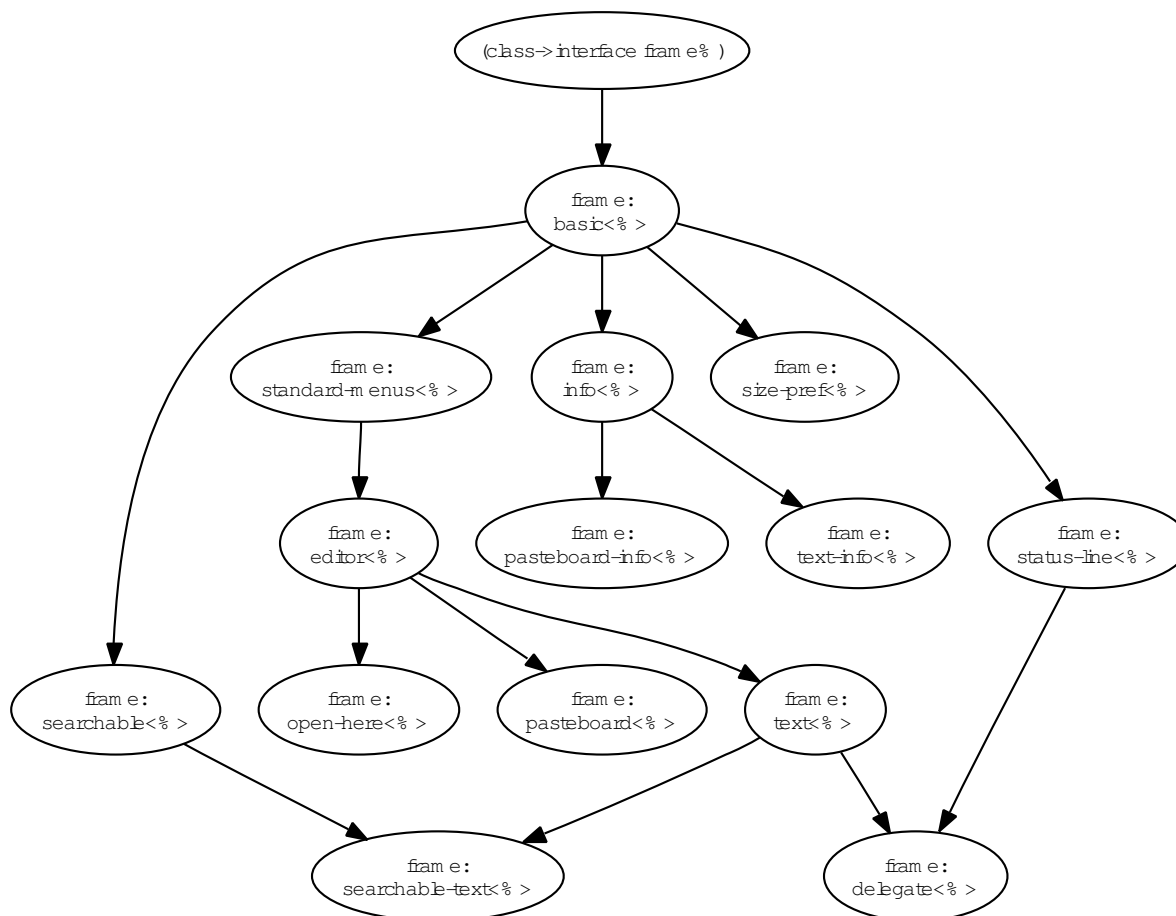 (class->interface frame%)
frame:
basic<%>
frame:
standard-menus<%>
frame:
info<%>
frame:
size-pref<%>
frame:
editor<%>
frame:
pasteboard-info<%>
frame:
text-info<%>
frame:
status-line<%>
frame:
searchable<%>
frame:
open-here<%>
frame:
pasteboard<%>
frame:
text<%>
frame:
searchable-text<%>
frame:
delegate<%>